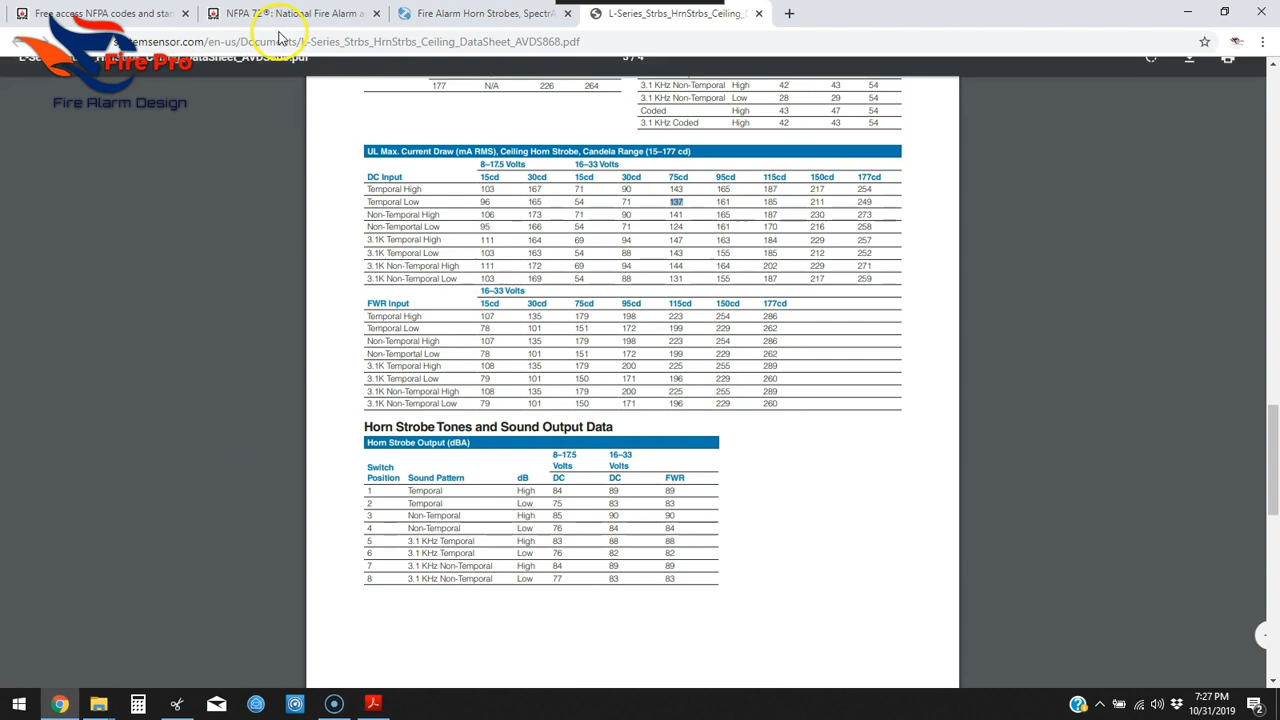 Free access NFPA codes and stan
NFPA 72®: National Fire Alarm a
Fire Alarm Horn Strobes, SpectrA
L-Series_Strbs_HrnStrbs_Ceiling_D
systemsensor.com/en-us/Documents/L-Series_Strbs_HrnStrbs_Ceiling_DataSheet_AVDS868.pdf
3 / 4
Fire Pro
Fire Alarm Design
177 N/A 226 264
3.1 KHz Non-Temporal High 42 43 54
3.1 KHz Non-Temporal Low 28 29 54
Coded High 43 47 54
3.1 KHz Coded High 42 43 54
UL Max. Current Draw (mA RMS), Ceiling Horn Strobe, Candela Range (15–177 cd)
8–17.5 Volts 16–33 Volts
DC Input 15cd 30cd 15cd 30cd 75cd 95cd 115cd 150cd 177cd
Temporal High 103 167 71 90 143 165 187 217 254
Temporal Low 96 165 54 71 137 161 185 211 249
Non-Temporal High 106 173 71 90 141 165 187 230 273
Non-Temportal Low 95 166 54 71 124 161 170 216 258
3.1K Temporal High 111 164 69 94 147 163 184 229 257
3.1K Temporal Low 103 163 54 88 143 155 185 212 252
3.1K Non-Temporal High 111 172 69 94 144 164 202 229 271
3.1K Non-Temporal Low 103 169 54 88 131 155 187 217 259
16–33 Volts
FWR Input 15cd 30cd 75cd 95cd 115cd 150cd 177cd
Temporal High 107 135 179 198 223 254 286
Temporal Low 78 101 151 172 199 229 262
Non-Temporal High 107 135 179 198 223 254 286
Non-Temportal Low 78 101 151 172 199 229 262
3.1K Temporal High 108 135 179 200 225 255 289
3.1K Temporal Low 79 101 150 171 196 229 260
3.1K Non-Temporal High 108 135 179 200 225 255 289
3.1K Non-Temporal Low 79 101 150 171 196 229 260
Horn Strobe Tones and Sound Output Data
Horn Strobe Output (dBA)
8–17.5 Volts 16–33 Volts
Switch Position Sound Pattern dB DC DC FWR
1 Temporal High 84 89 89
2 Temporal Low 75 83 83
3 Non-Temporal High 85 90 90
4 Non-Temporal Low 76 84 84
5 3.1 KHz Temporal High 83 88 88
6 3.1 KHz Temporal Low 76 82 82
7 3.1 KHz Non-Temporal High 84 89 89
8 3.1 KHz Non-Temporal Low 77 83 83
7:27 PM
10/31/2019